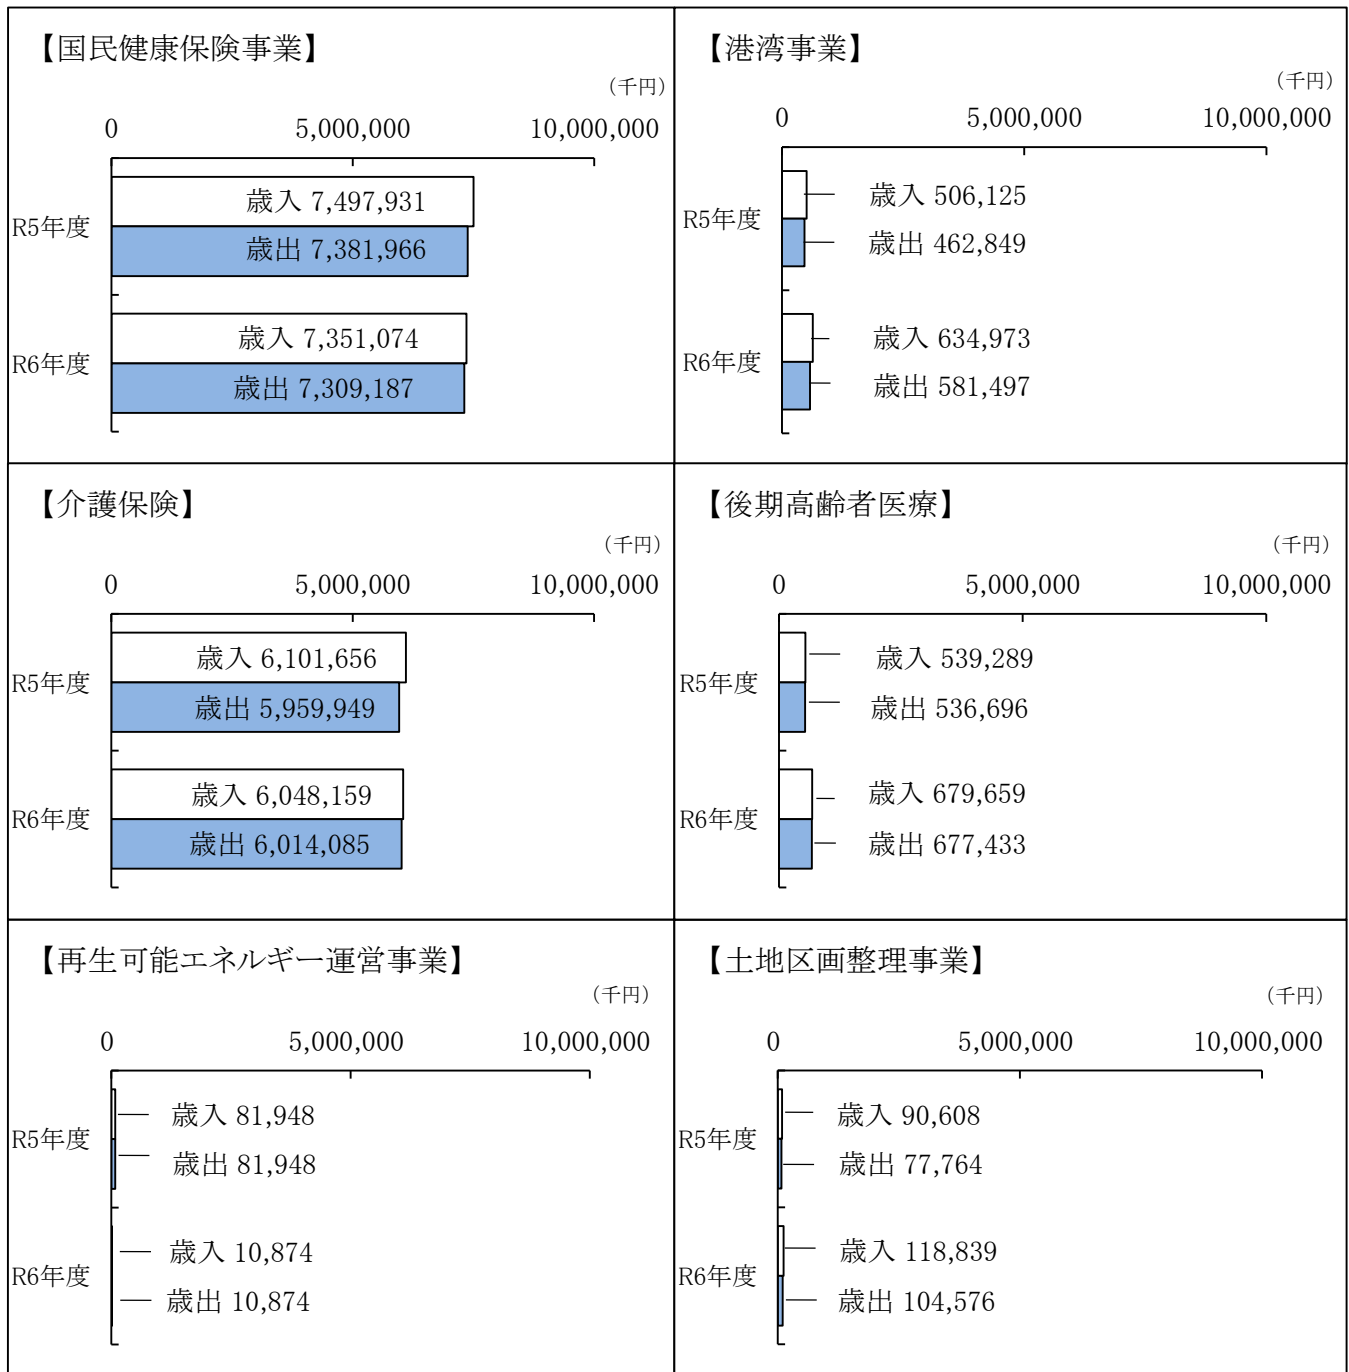 【国民健康保険事業】
（千円）
0 5,000,000 10,000,000
R5年度
歳入 7,497,931
歳出 7,381,966
R6年度
歳入 7,351,074
歳出 7,309,187
【港湾事業】
（千円）
0 5,000,000 10,000,000
R5年度
歳入 506,125
歳出 462,849
R6年度
歳入 634,973
歳出 581,497
【介護保険】
（千円）
0 5,000,000 10,000,000
R5年度
歳入 6,101,656
歳出 5,959,949
R6年度
歳入 6,048,159
歳出 6,014,085
【後期高齢者医療】
（千円）
0 5,000,000 10,000,000
R5年度
歳入 539,289
歳出 536,696
R6年度
歳入 679,659
歳出 677,433
【再生可能エネルギー運営事業】
（千円）
0 5,000,000 10,000,000
R5年度
歳入 81,948
歳出 81,948
R6年度
歳入 10,874
歳出 10,874
【土地区画整理事業】
（千円）
0 5,000,000 10,000,000
R5年度
歳入 90,608
歳出 77,764
R6年度
歳入 118,839
歳出 104,576